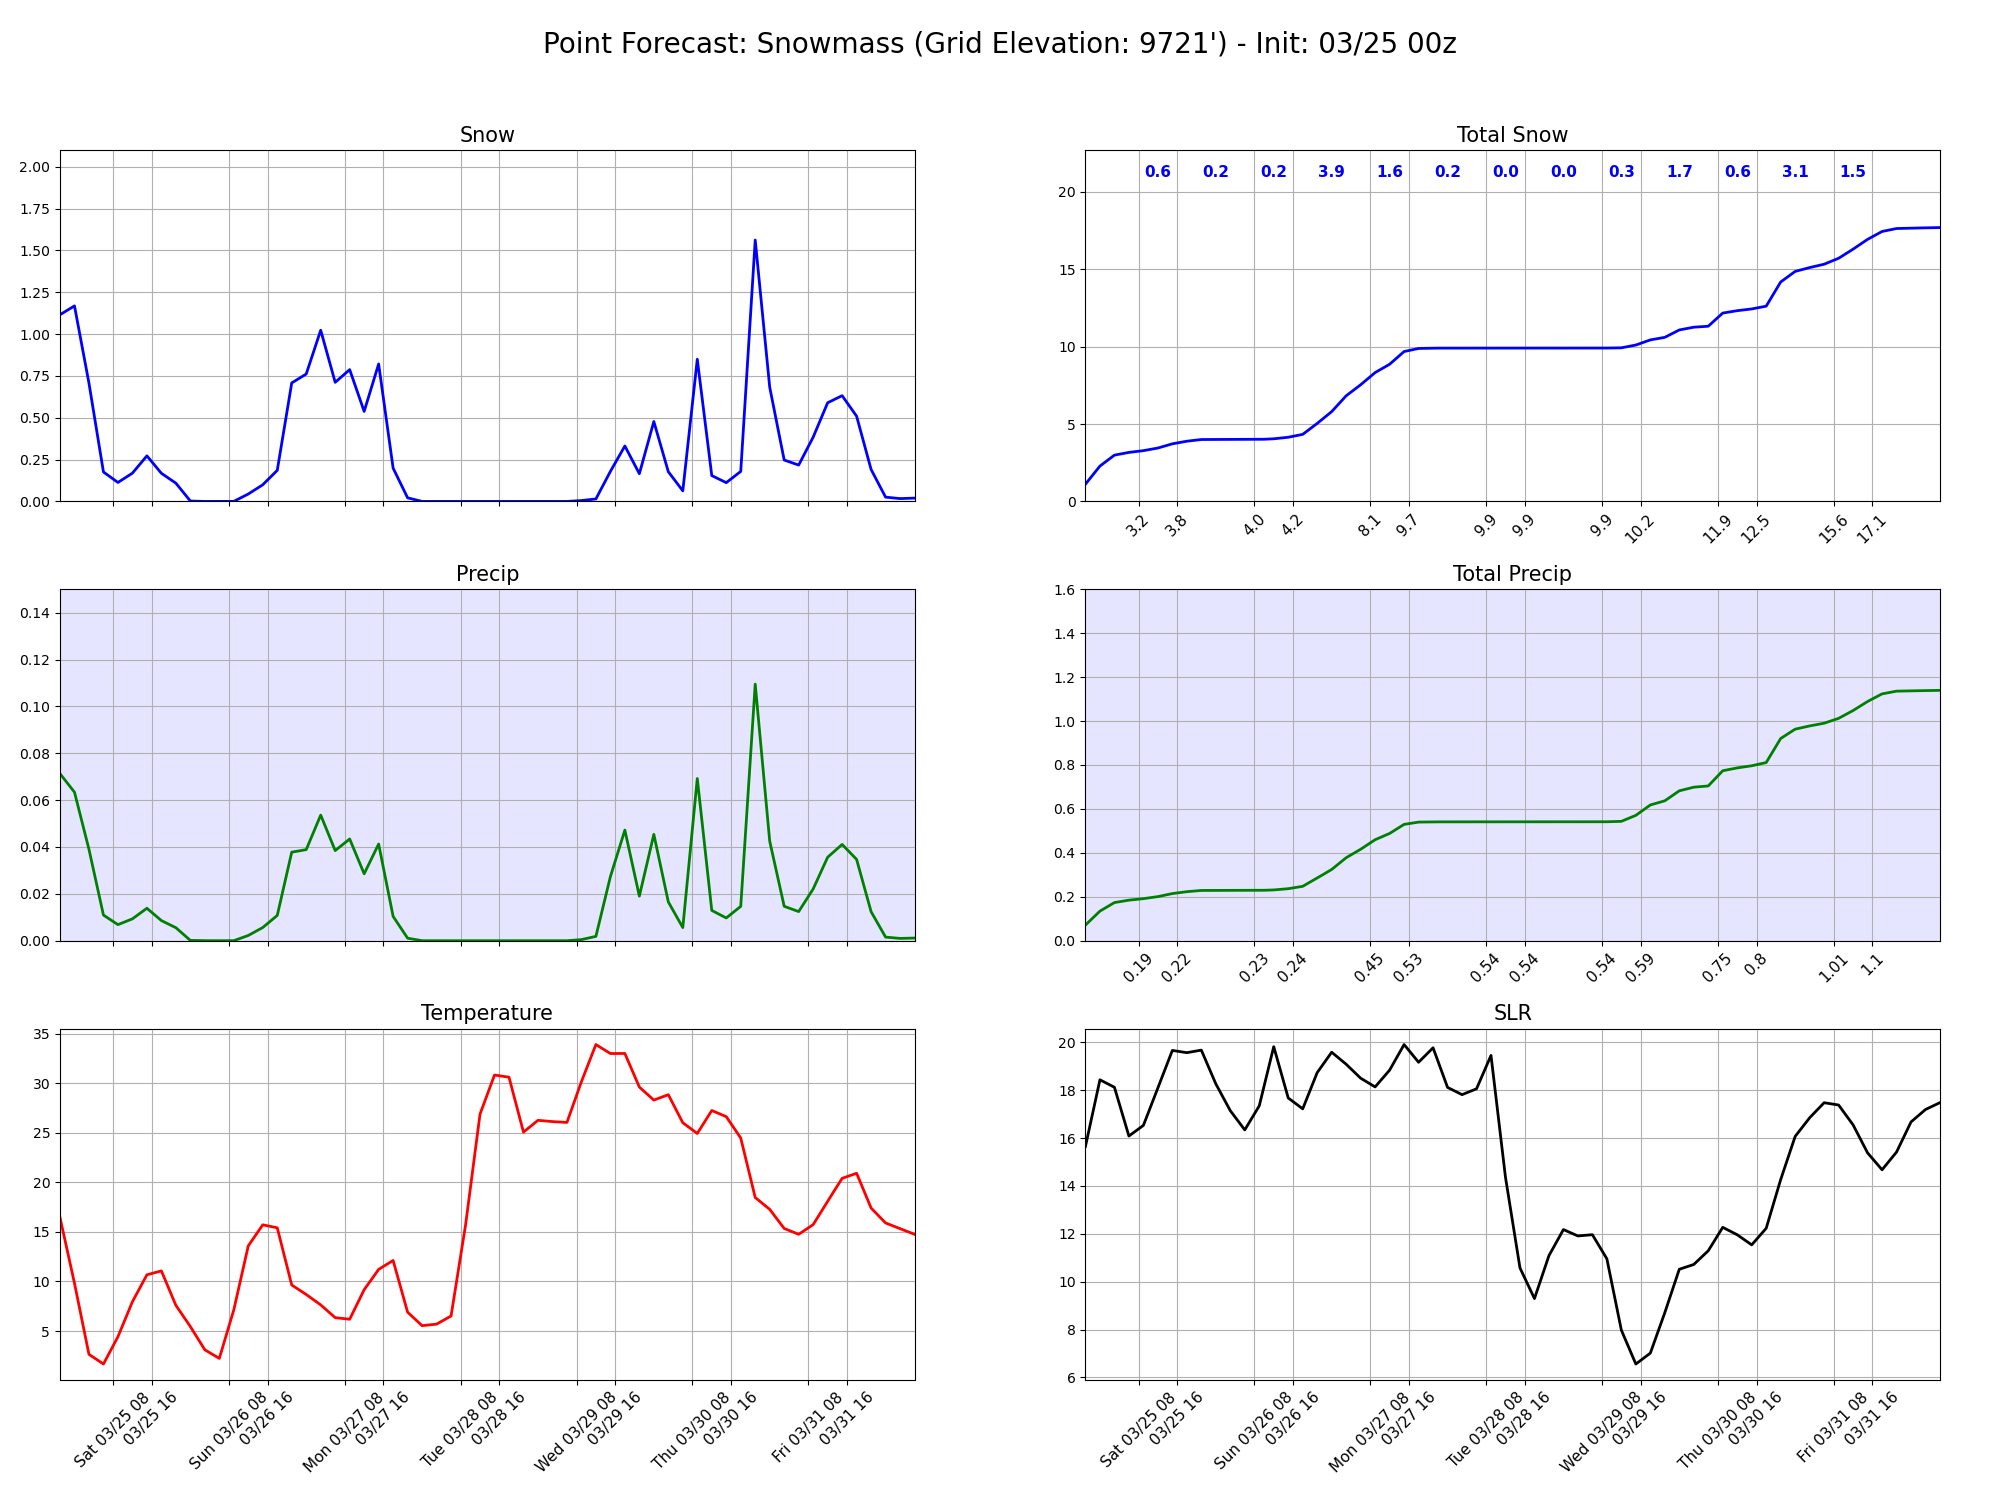 Point Forecast: Snowmass (Grid Elevation: 9721') - Init: 03/25 00z
Snow
2.00
1.75
1.50
1.25
1.00
0.75
0.50
0.25
0.00
Total Snow
0.6 0.2 0.2 3.9 1.6 0.2 0.0 0.0 0.3 1.7 0.6 3.1 1.5
20
15
10
5
0
3.2 3.8 4.0 4.2 8.1 9.7 9.9 9.9 9.9 10.2 11.9 12.5 15.6 17.1
Precip
0.14
0.12
0.10
0.08
0.06
0.04
0.02
0.00
Total Precip
1.6
1.4
1.2
1.0
0.8
0.6
0.4
0.2
0.0
0.19 0.22 0.23 0.24 0.45 0.53 0.54 0.54 0.54 0.59 0.75 0.8 1.01 1.1
Temperature
35
30
25
20
15
10
5
Sat 03/25 08
03/25 16
Sun 03/26 08
03/26 16
Mon 03/27 08
03/27 16
Tue 03/28 08
03/28 16
Wed 03/29 08
03/29 16
Thu 03/30 08
03/30 16
Fri 03/31 08
03/31 16
SLR
20
18
16
14
12
10
8
6
Sat 03/25 08
03/25 16
Sun 03/26 08
03/26 16
Mon 03/27 08
03/27 16
Tue 03/28 08
03/28 16
Wed 03/29 08
03/29 16
Thu 03/30 08
03/30 16
Fri 03/31 08
03/31 16